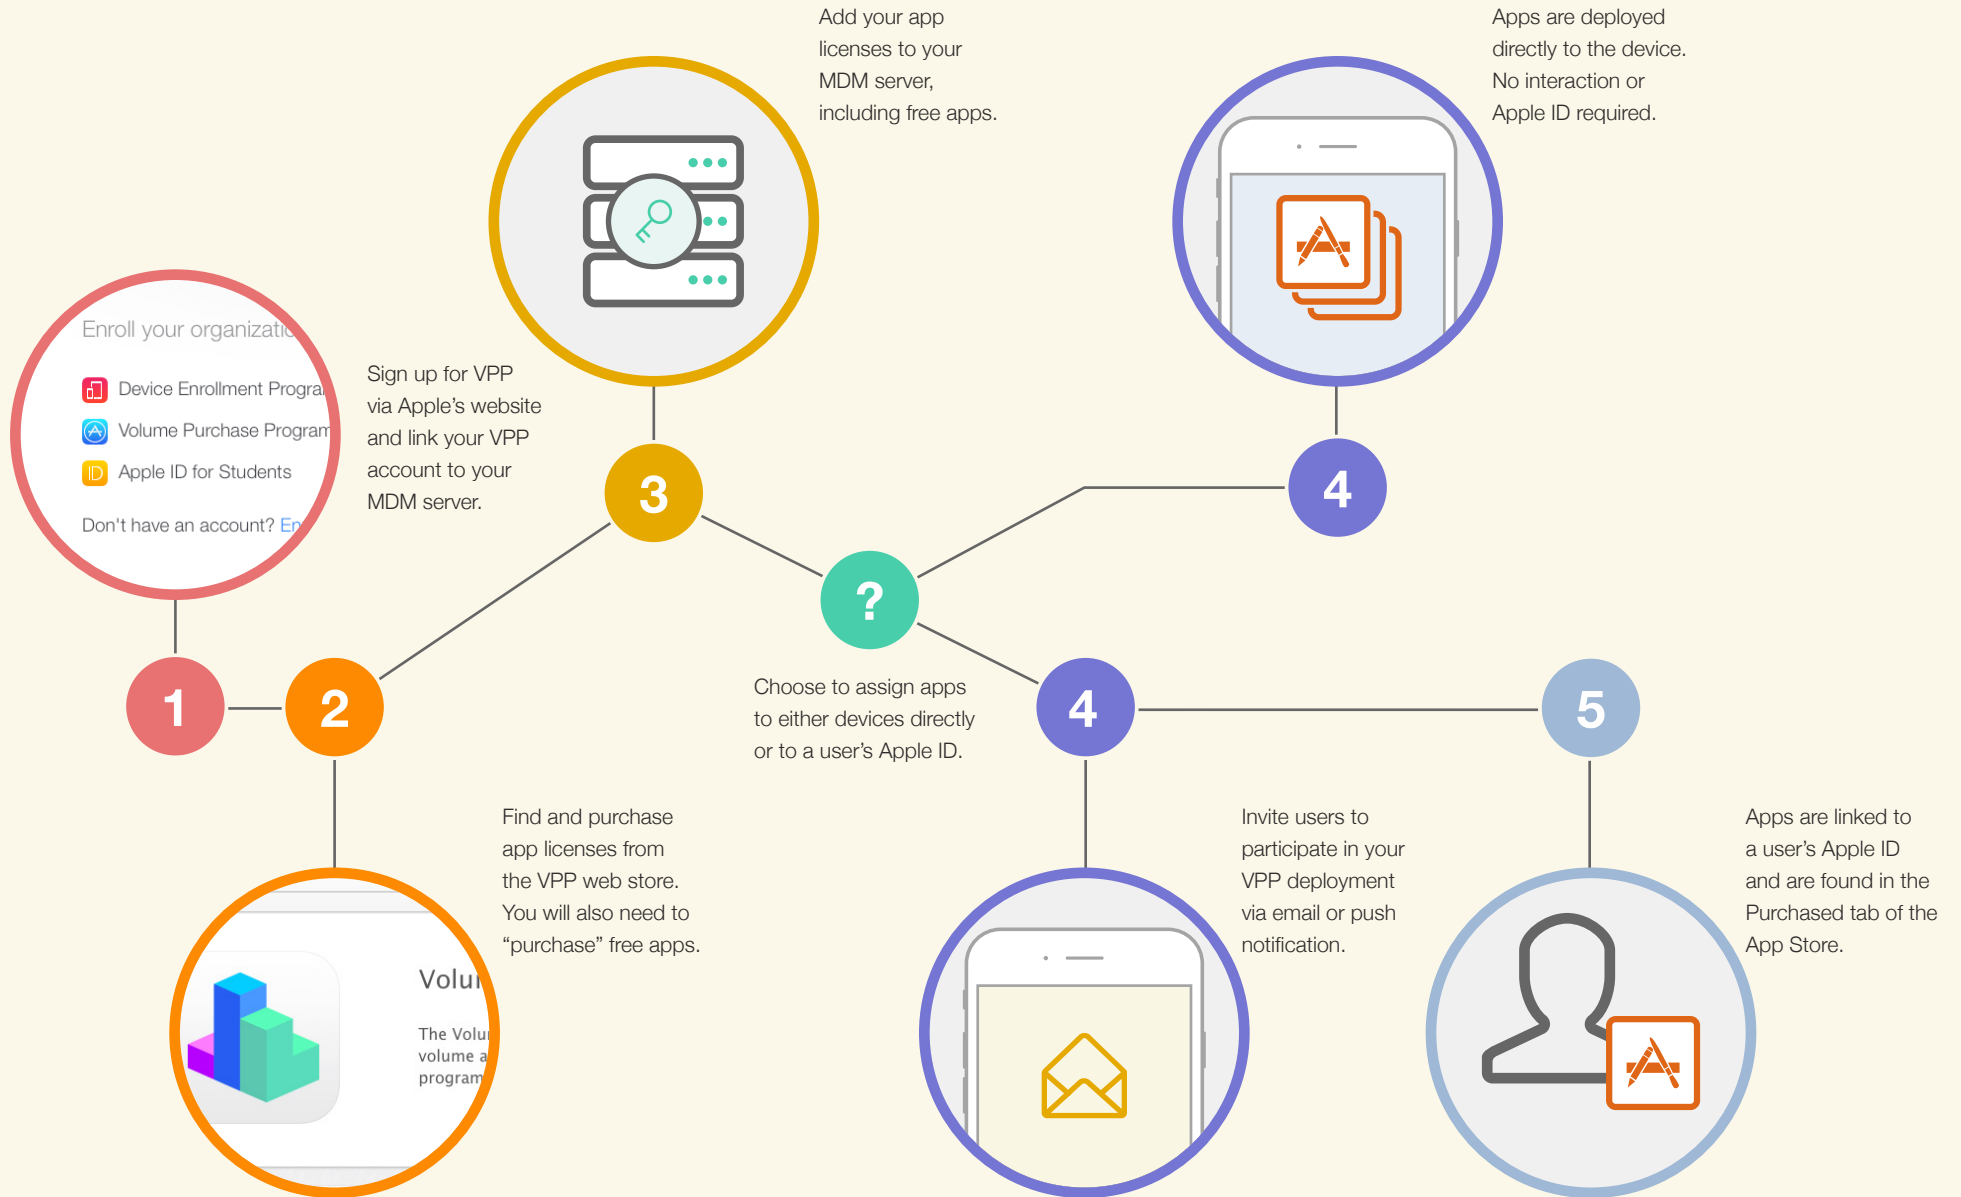 Add your app
licenses to your
MDM server,
including free apps.
Apps are deployed
directly to the device.
No interaction or
Apple ID required.
Enroll your
Device Enrollment
Volume Purchase Program
Apple ID for Students
Don't have an account?
Sign up for VPP
via Apple’s website
and link your VPP
account to your
MDM server.
3
4
?
1
2
Choose to assign apps
to either devices directly
or to a user’s Apple ID.
4
5
Find and purchase
app licenses from
the VPP web store.
You will also need to
“purchase” free apps.
Invite users to
participate in your
VPP deployment
via email or push
notification.
Apps are linked to
a user’s Apple ID
and are found in the
Purchased tab of the
App Store.
The
volume
program